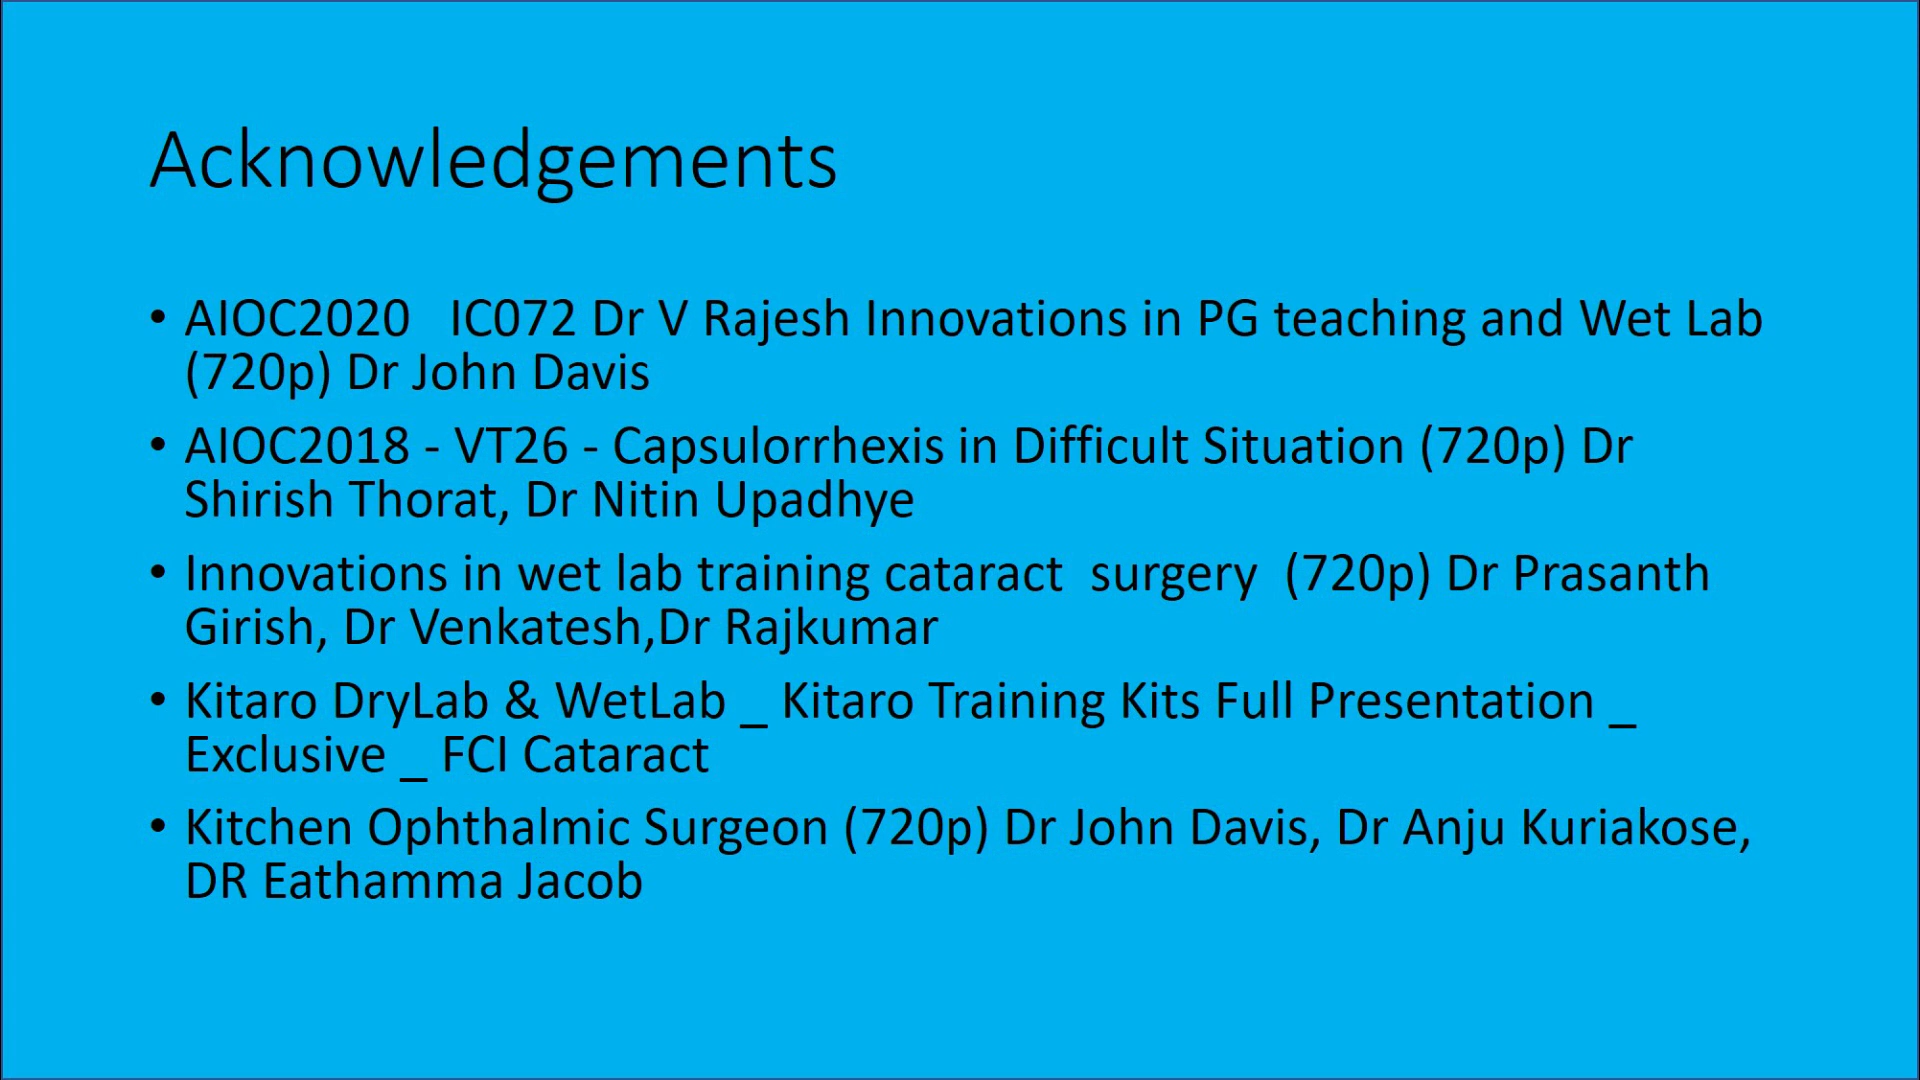 Acknowledgements
• AIOC2020   IC072 Dr V Rajesh Innovations in PG teaching and Wet Lab
(720p) Dr John Davis
• AIOC2018 - VT26 - Capsulorrhexis in Difficult Situation (720p) Dr
Shirish Thorat, Dr Nitin Upadhye
• Innovations in wet lab training cataract  surgery  (720p) Dr Prasanth
Girish, Dr Venkatesh,Dr Rajkumar
• Kitaro DryLab & WetLab _ Kitaro Training Kits Full Presentation _
Exclusive _ FCI Cataract
• Kitchen Ophthalmic Surgeon (720p) Dr John Davis, Dr Anju Kuriakose,
DR Eathamma Jacob